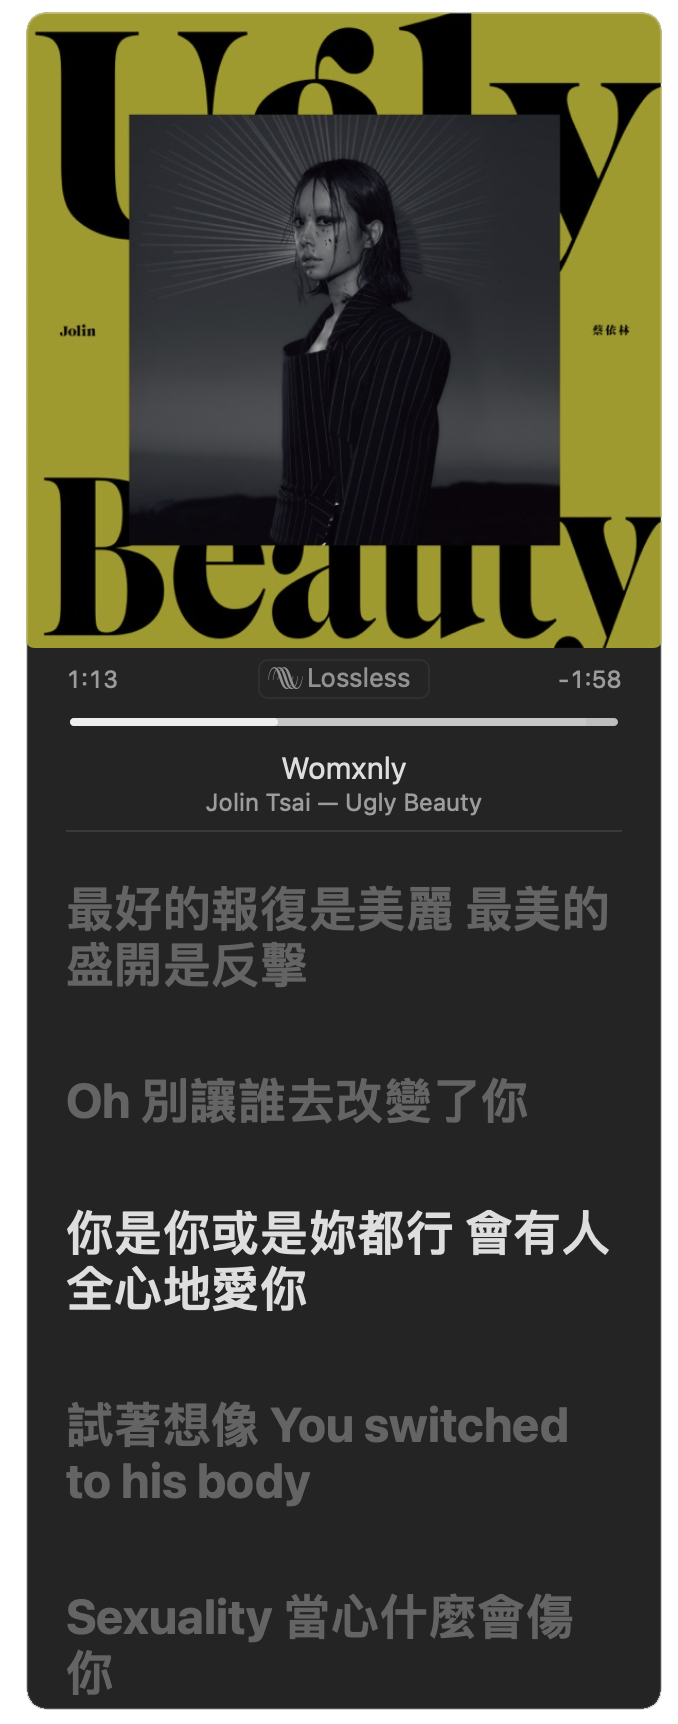 Ugly
Jolin
蔡依林
Beauty
1:13
Lossless
-1:58
Womxnly
Jolin Tsai — Ugly Beauty
最好的報復是美麗 最美的
盛開是反擊
Oh 別讓誰去改變了你
你是你或是妳都行 會有人
全心地愛你
試著想像 You switched
to his body
Sexuality 當心什麼會傷
你